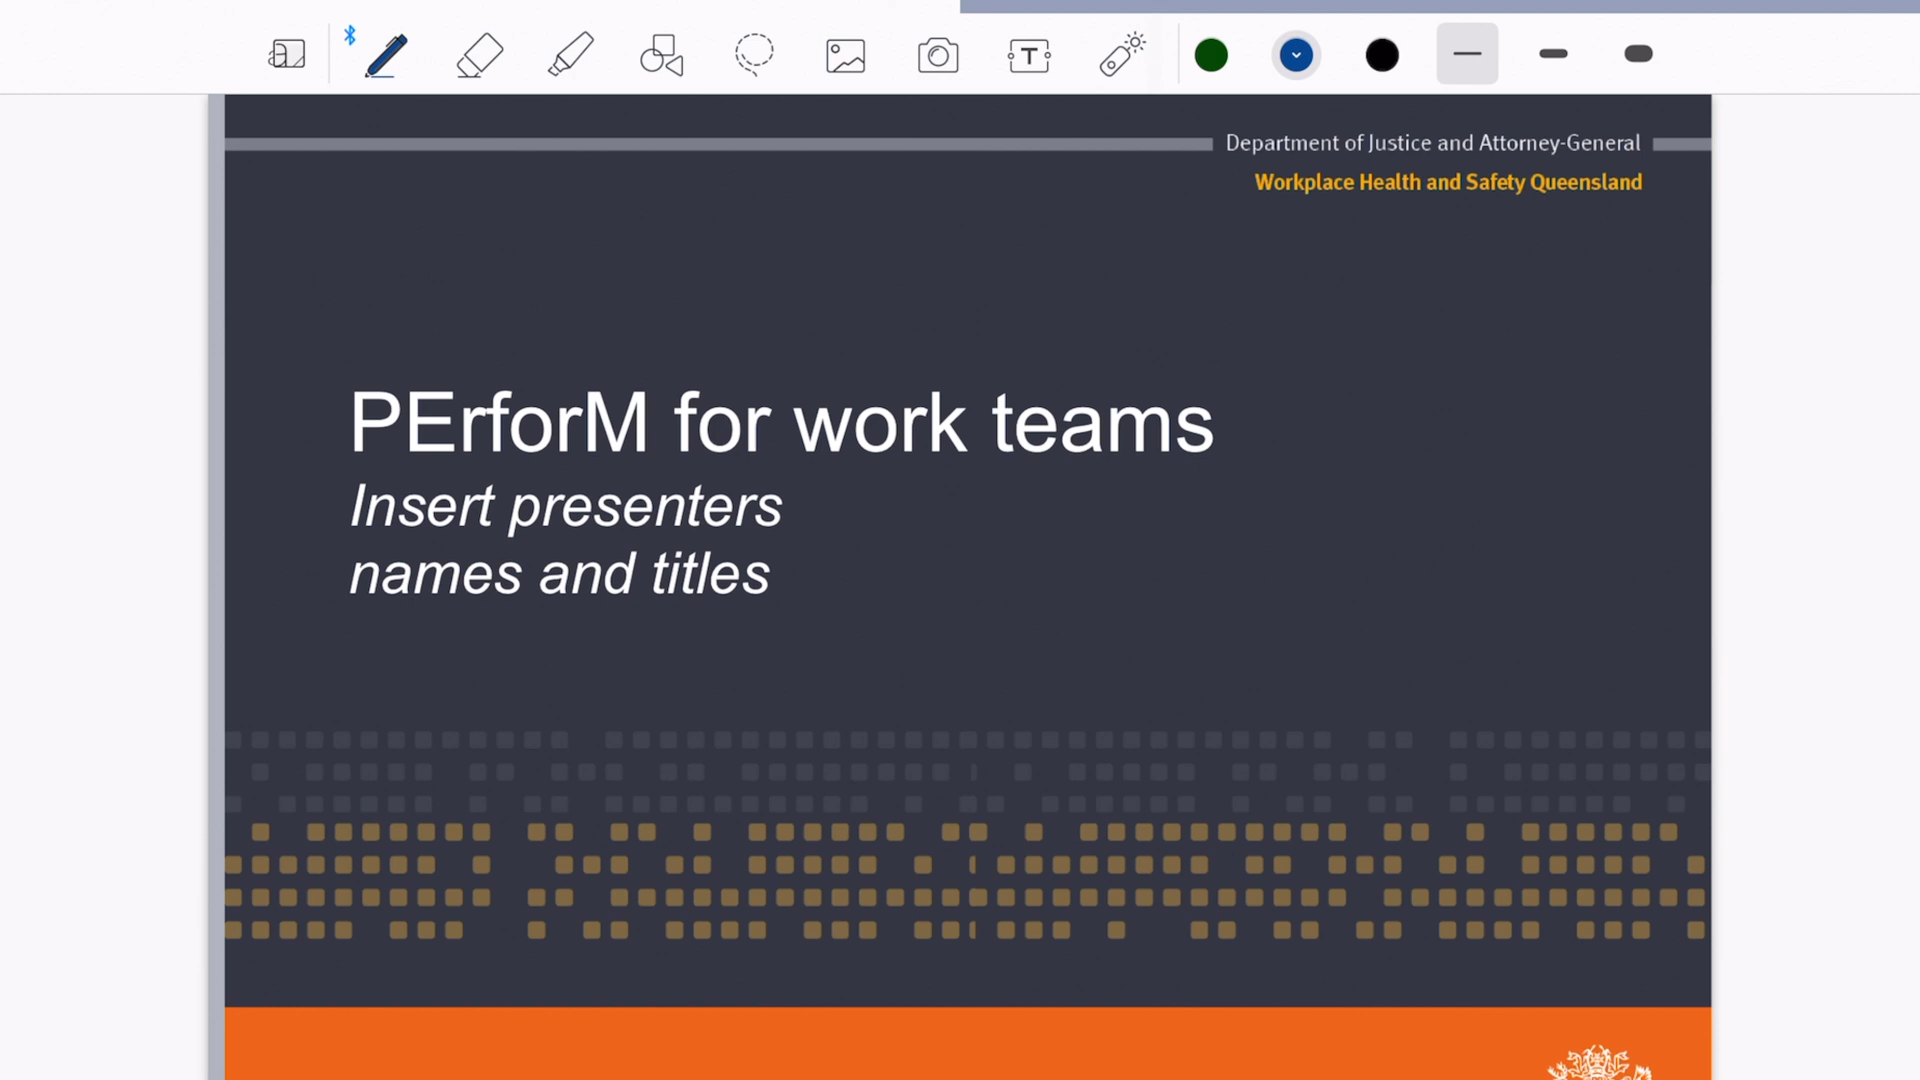 Department of Justice and Attorney-General
Workplace Health and Safety Queensland
PErforM for work teams
Insert presenters
names and titles